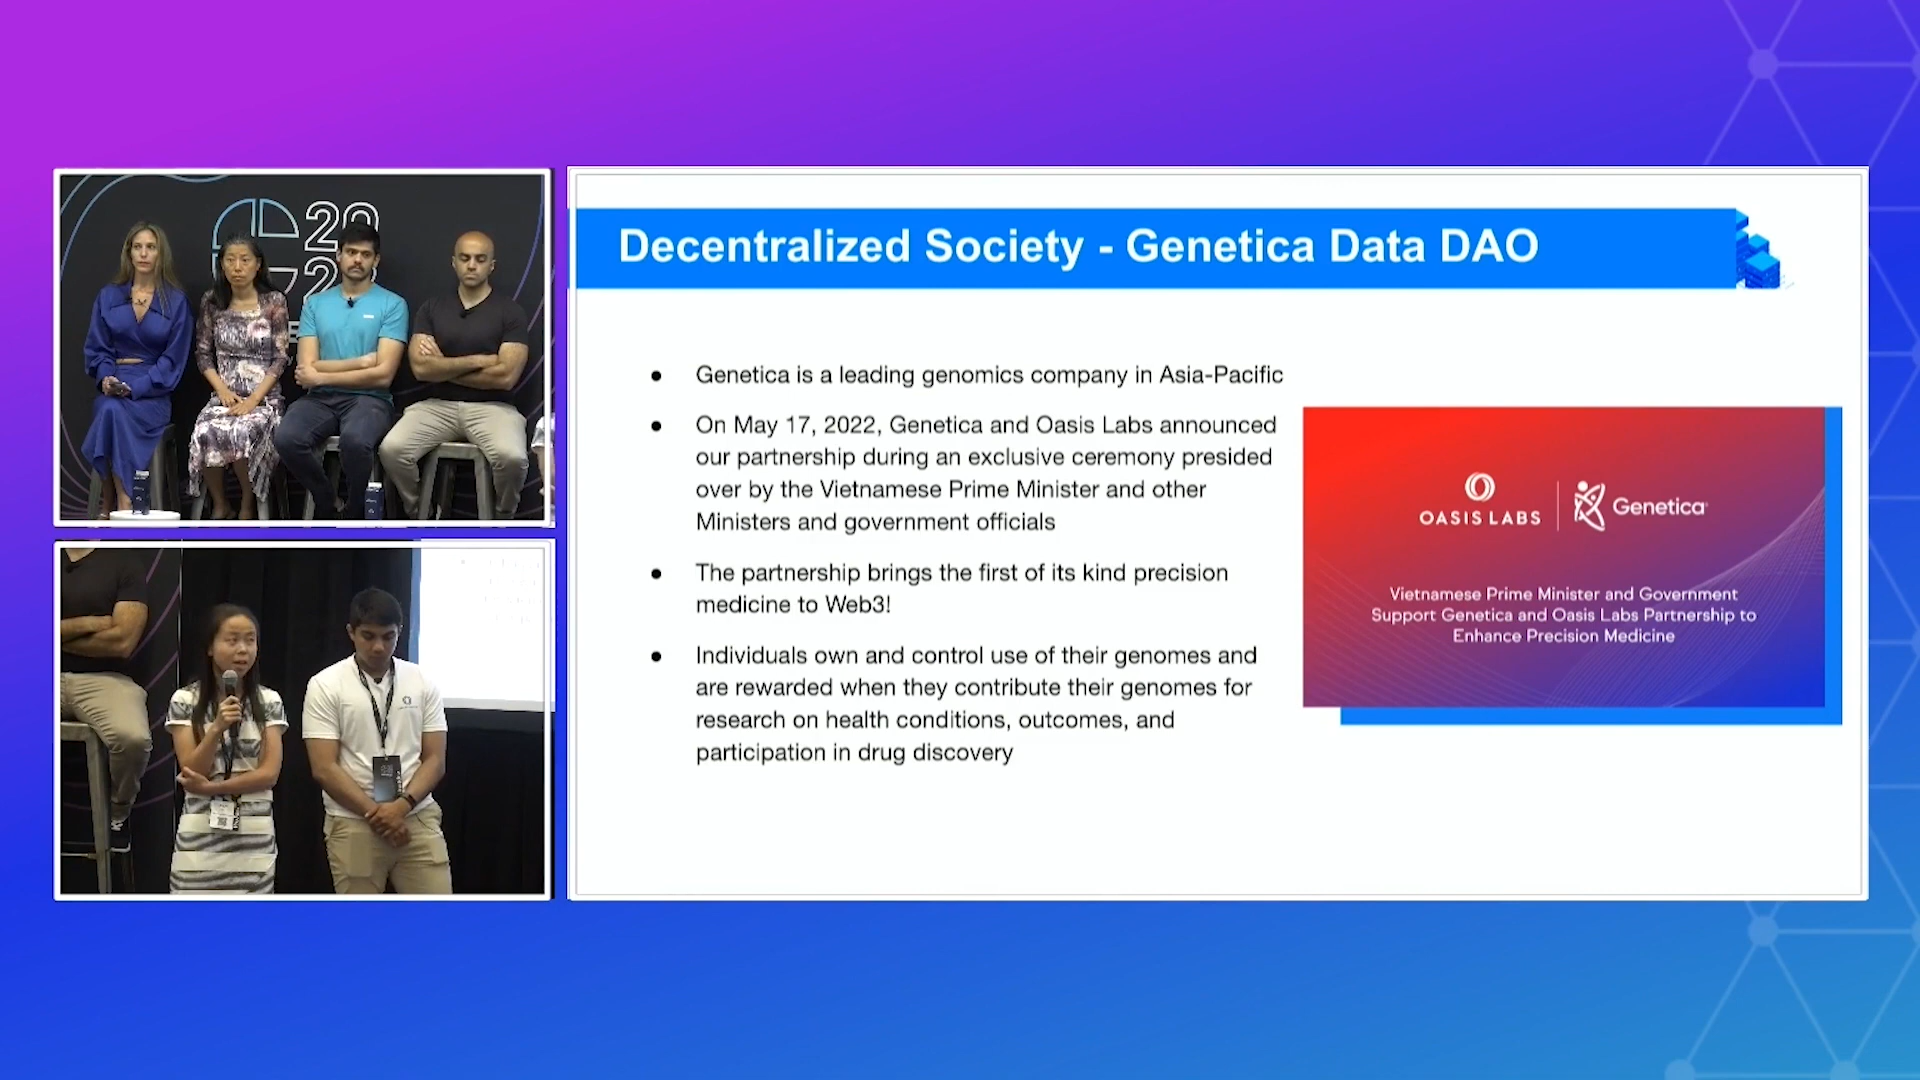 20
Decentralized Society - Genetica Data DAO
● Genetica is a leading genomics company in Asia-Pacific
● On May 17, 2022, Genetica and Oasis Labs announced
our partnership during an exclusive ceremony presided
over by the Vietnamese Prime Minister and other
Ministers and government officials
● The partnership brings the first of its kind precision
medicine to Web3!
● Individuals own and control use of their genomes and
are rewarded when they contribute their genomes for
research on health conditions, outcomes, and
participation in drug discovery
OASIS LABS
Genetica
Vietnamese Prime Minister and Government
Support Genetica and Oasis Labs Partnership to
Enhance Precision Medicine